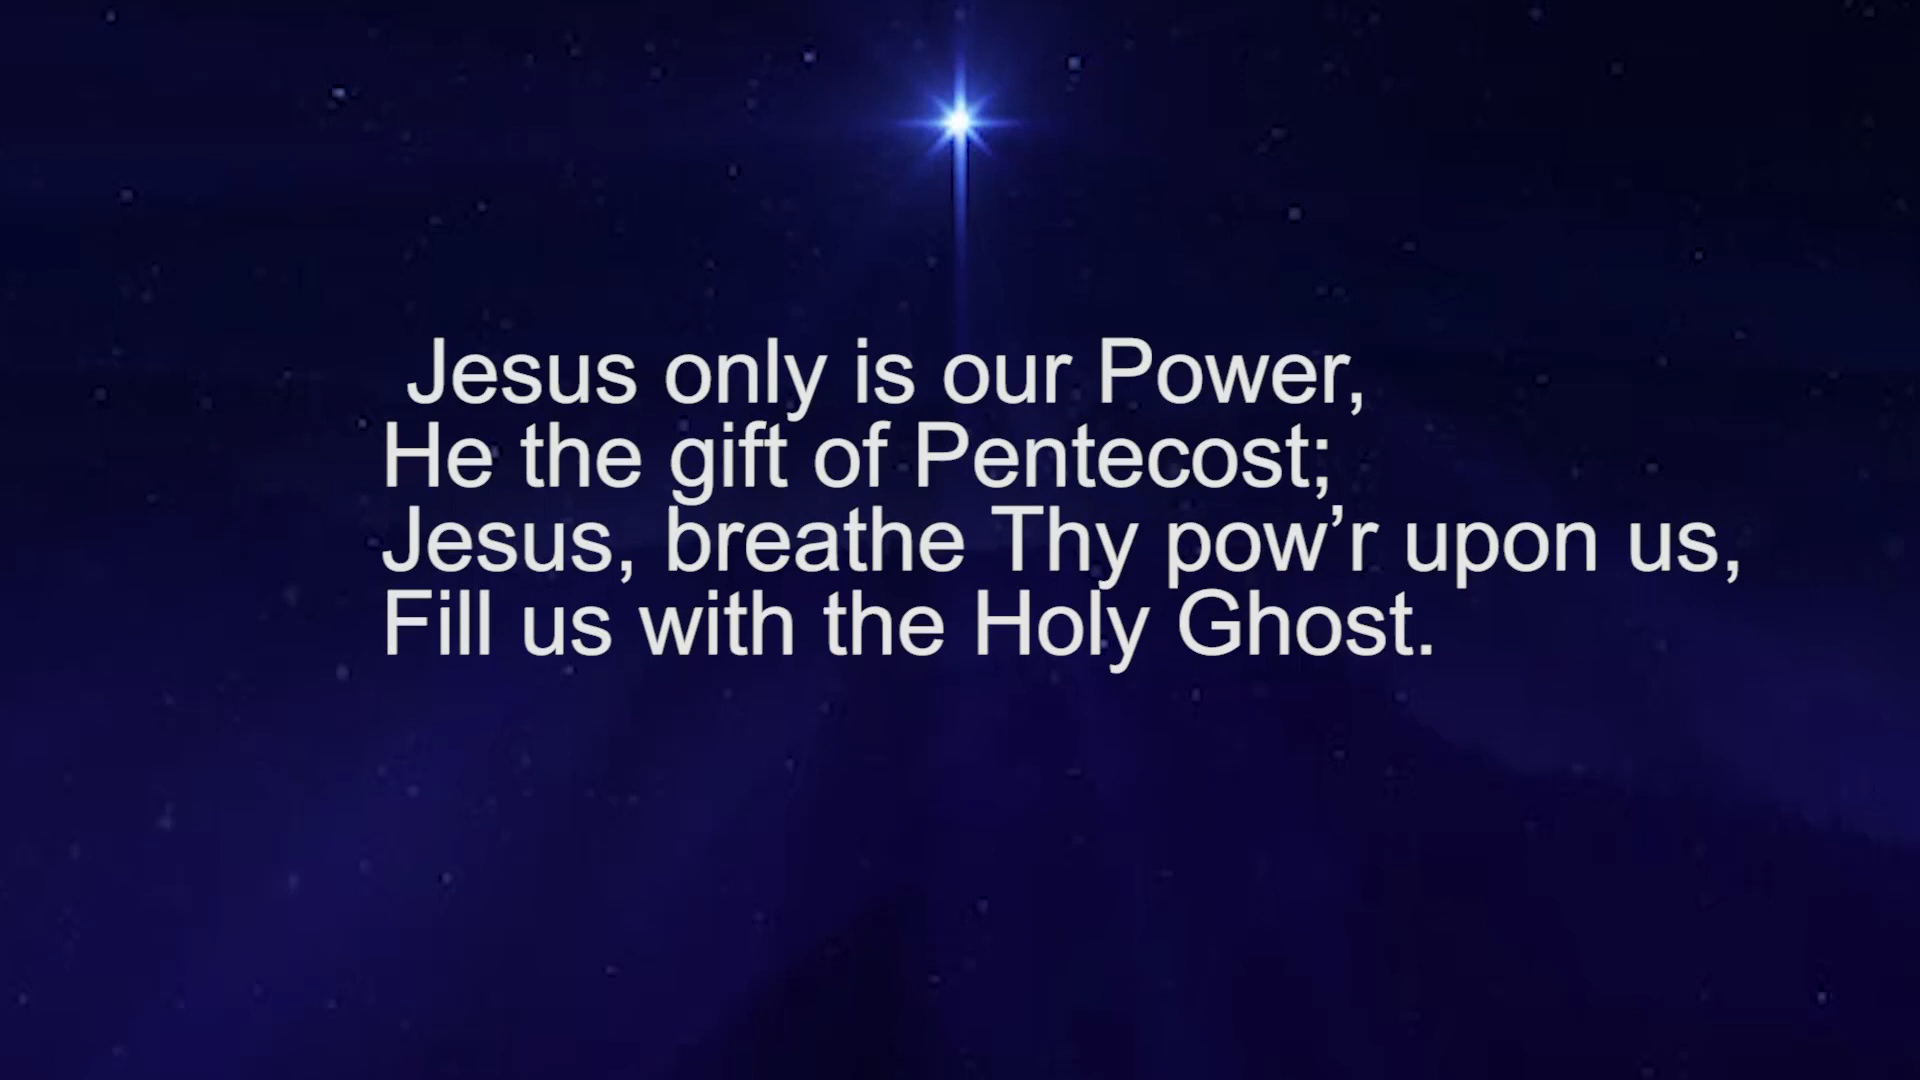 Jesus only is our Power,
He the gift of Pentecost;
Jesus, breathe Thy pow’r upon us,
Fill us with the Holy Ghost.